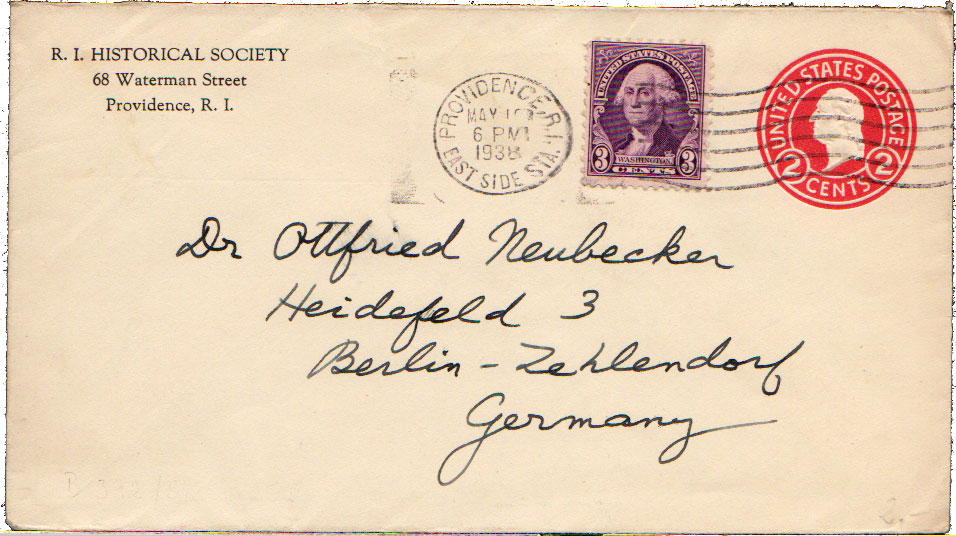 R. I. HISTORICAL SOCIETY
68 Waterman Street
Providence, R. I.
PROVIDENCE, R.I.
MAY
6 PM
1938
EAST SIDE STA.
UNITED STATES POSTAGE
3 WASHINGTON 3
CENTS
UNITED STATES POSTAGE
2 CENTS 2
Dr Ottfried Neubecker
Heidefeld 3
Berlin - Zehlendorf
Germany